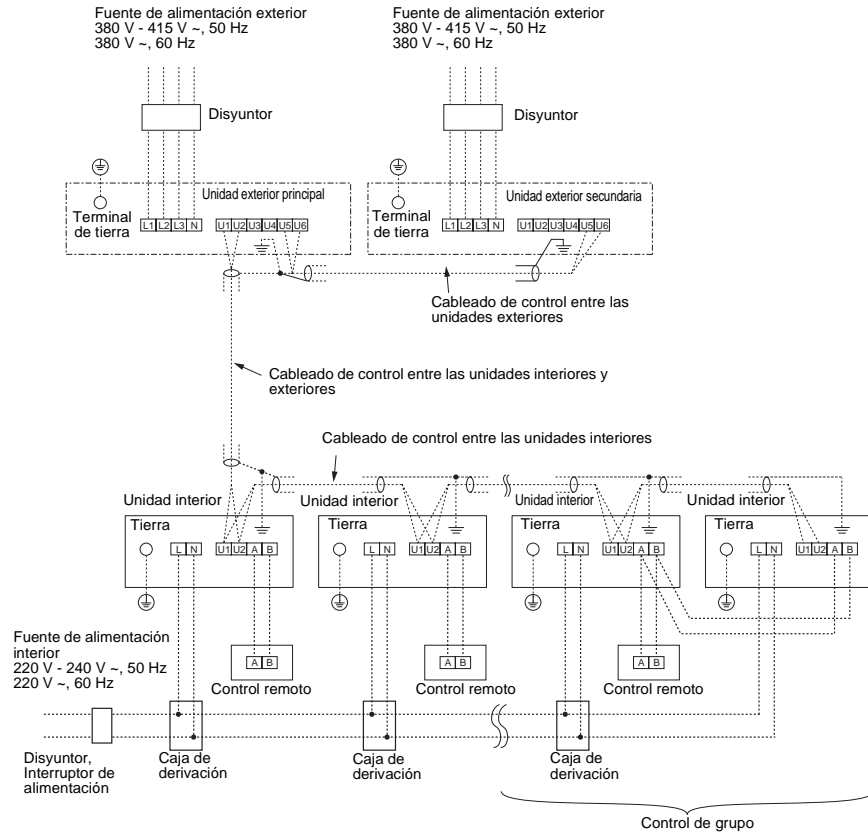 Fuente de alimentación exterior
380 V - 415 V ~, 50 Hz
380 V ~, 60 Hz
Fuente de alimentación exterior
380 V - 415 V ~, 50 Hz
380 V ~, 60 Hz
Disyuntor
Disyuntor
Unidad exterior principal
Terminal
de tierra
L1 L2 L3 N
U1 U2 U3 U4 U5 U6
Unidad exterior secundaria
Terminal
de tierra
L1 L2 L3 N
U1 U2 U3 U4 U5 U6
Cableado de control entre las
unidades exteriores
Cableado de control entre las unidades interiores y
exteriores
Cableado de control entre las unidades interiores
Unidad interior
Unidad interior
Unidad interior
Unidad interior
Tierra
L N
U1 U2 A B
Tierra
L N
U1 U2 A B
Tierra
L N
U1 U2 A B
Tierra
L N
U1 U2 A B
Fuente de alimentación
interior
220 V - 240 V ~, 50 Hz
220 V ~, 60 Hz
A B
Control remoto
A B
Control remoto
A B
Control remoto
Disyuntor,
Interruptor de
alimentación
Caja de
derivación
Caja de
derivación
Caja de
derivación
Control de grupo